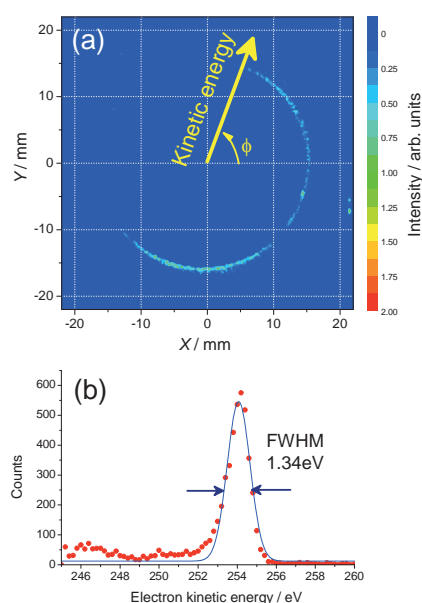 (a)
Kinetic energy
ϕ
20
10
0
-10
-20
Y / mm
-20 -10 0 10 20
X / mm
0
0.25
0.50
0.75
1.00
1.25
1.50
1.75
2.00
Intensity / arb. units
(b)
600
500
400
300
200
100
0
Counts
FWHM
1.34eV
246 248 250 252 254 256 258 260
Electron kinetic energy / eV